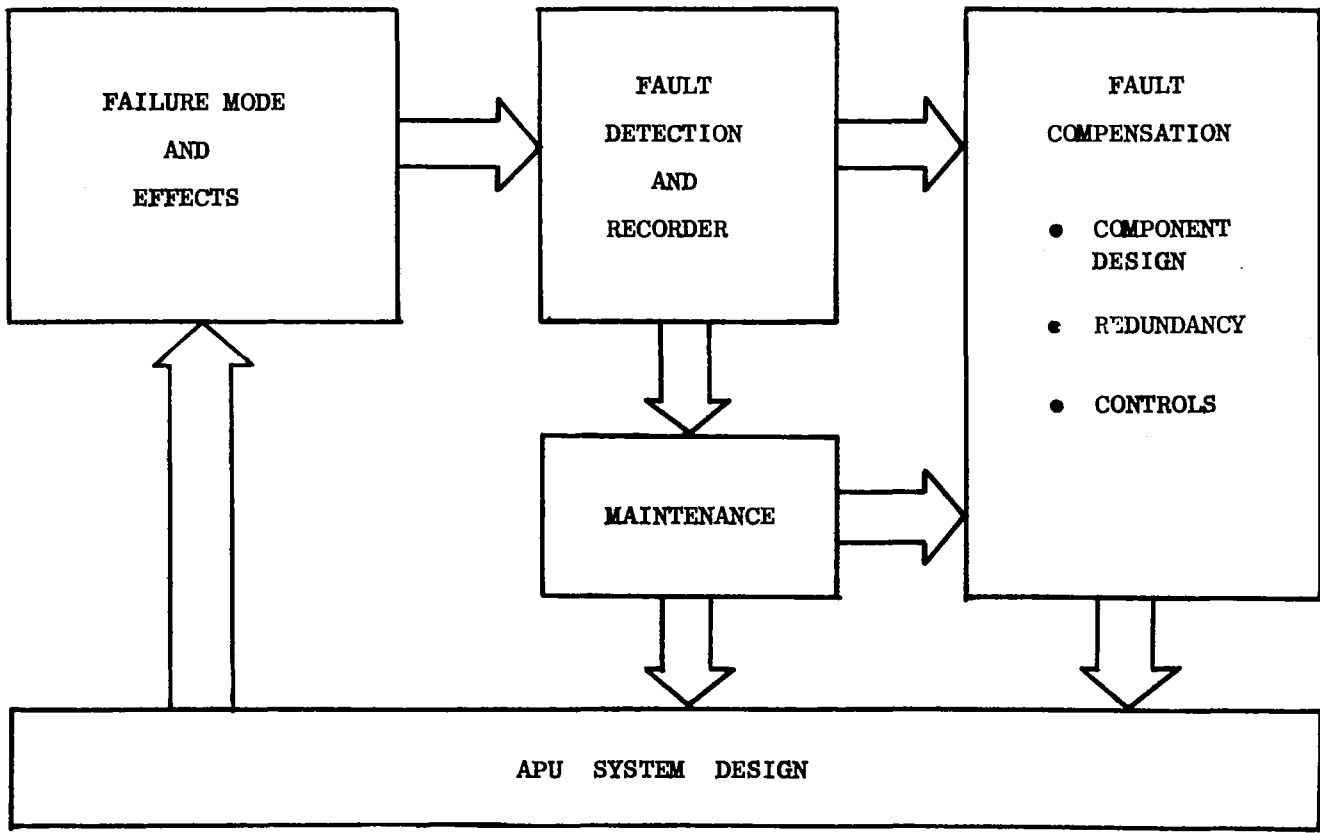 FAILURE MODE
AND
EFFECTS
FAULT
DETECTION
AND
RECORDER
FAULT
COMPENSATION
● COMPONENT
DESIGN
● REDUNDANCY
● CONTROLS
MAINTENANCE
APU SYSTEM DESIGN